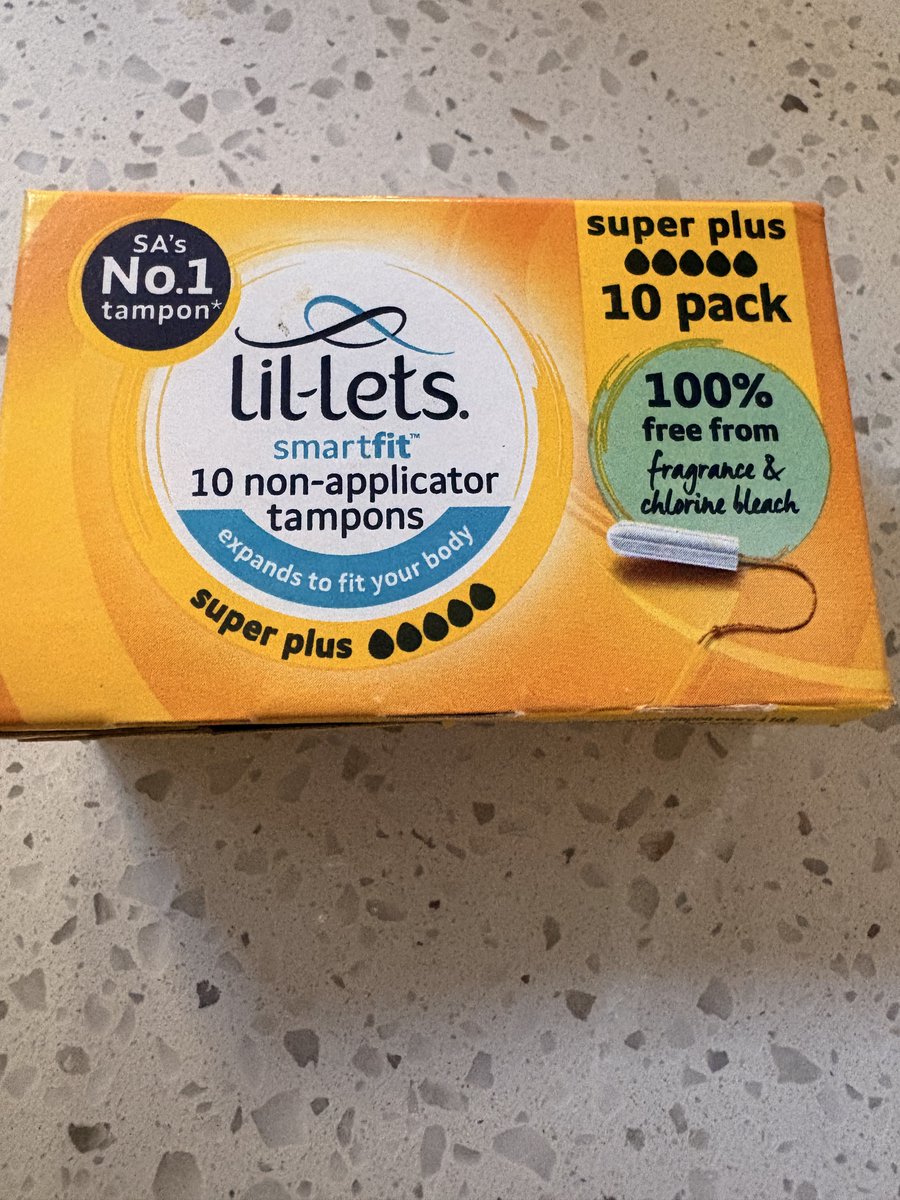 SA's
No.1
tampon*
lil-lets.
smartfit™
10 non-applicator
tampons
expands to fit your body
super plus
super plus
10 pack
100%
free from
fragrance &
chlorine bleach